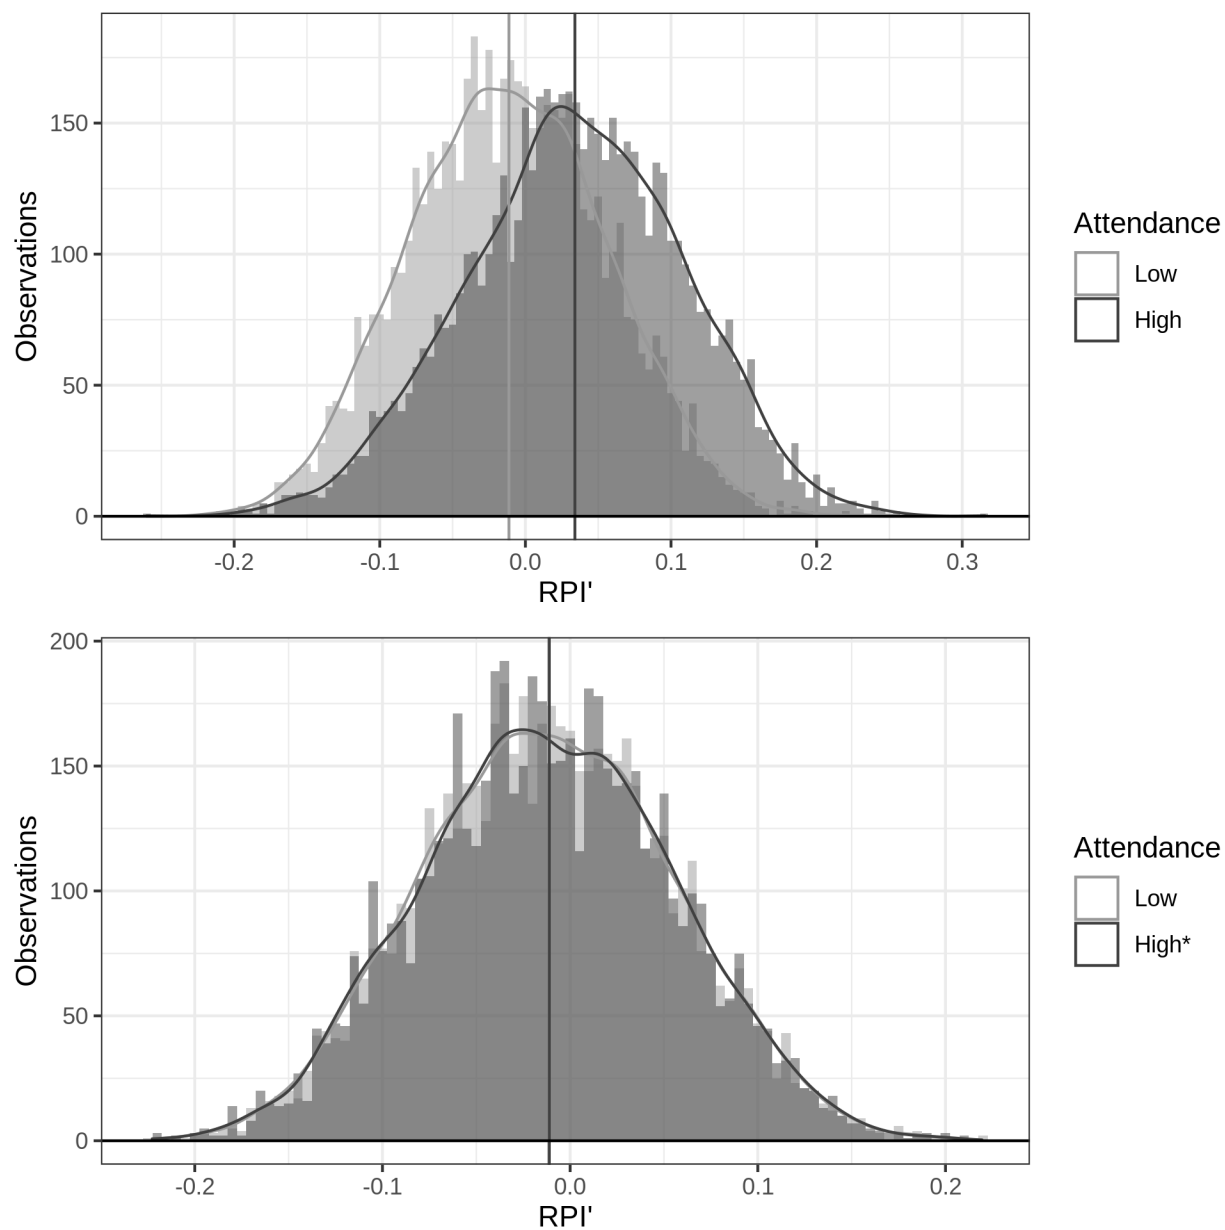 Observations
150
100
50
0
-0.2 -0.1 0.0 0.1 0.2 0.3
RPI'
Attendance
Low
High
Observations
200
150
100
50
0
-0.2 -0.1 0.0 0.1 0.2
RPI'
Attendance
Low
High*